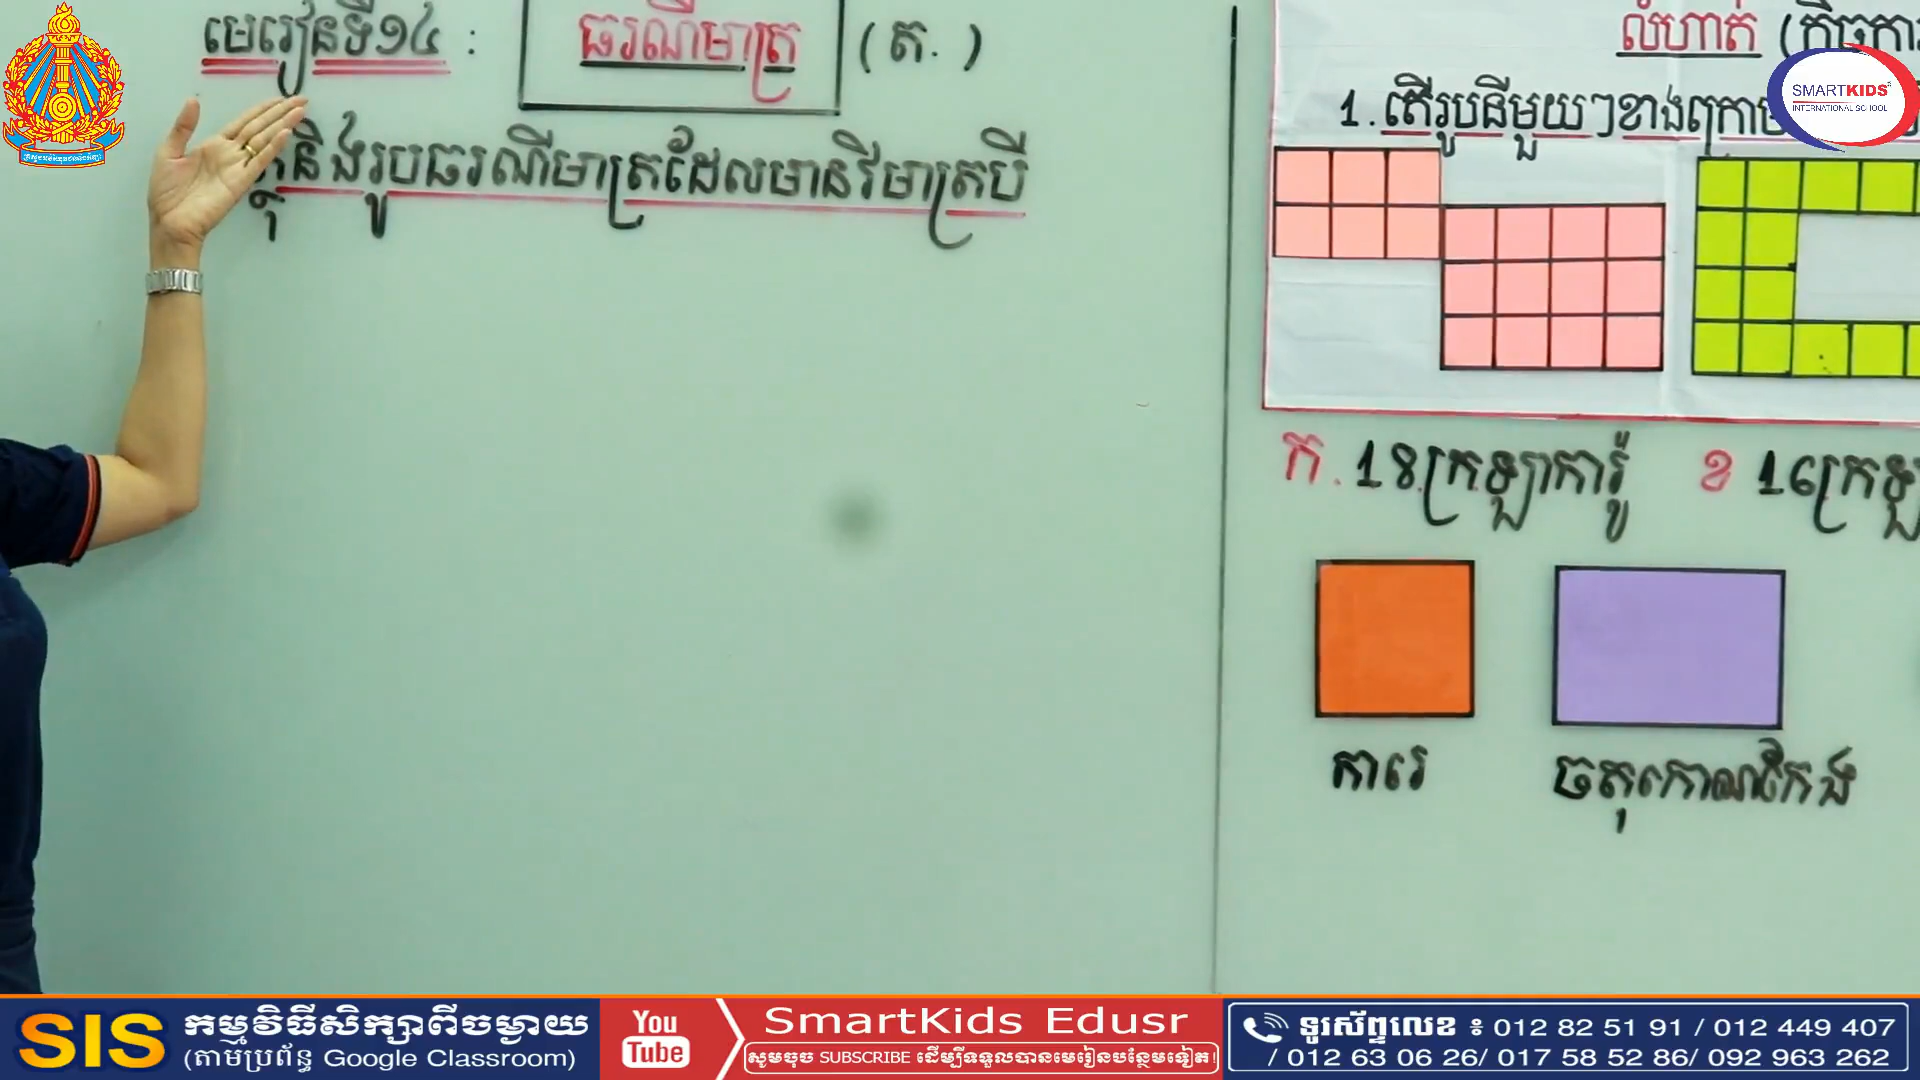 មេរៀនទី១៤ : ធរណីមាត្រ (ត. )
និងរូបធរណីមាត្រដែលមានវិមាត្របី
លំហាត់
1. តើរូបនីមួយៗខាងក្រោម
ក. 18ក្រឡាការ៉ូ
ខ 16ក្រឡ
ការេ
ចតុកោណកែង
SMARTKIDS
INTERNATIONAL SCHOOL
SIS
កម្មវិធីសិក្សាពីចម្ងាយ
(តាមប្រព័ន្ធ Google Classroom)
You
Tube
SmartKids Edusr
សូមចុច SUBSCRIBE ដើម្បីទទួលបានមេរៀនបន្ថែមទៀត!
ទូរស័ព្ទលេខ ៖ 012 82 51 91 / 012 449 407
/ 012 63 06 26/ 017 58 52 86/ 092 963 262